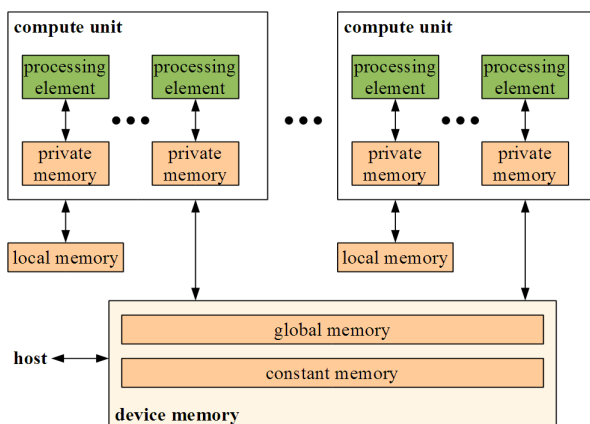 compute unit
processing
element
processing
element
private
memory
private
memory
local memory
compute unit
processing
element
processing
element
private
memory
private
memory
local memory
global memory
host
constant memory
device memory